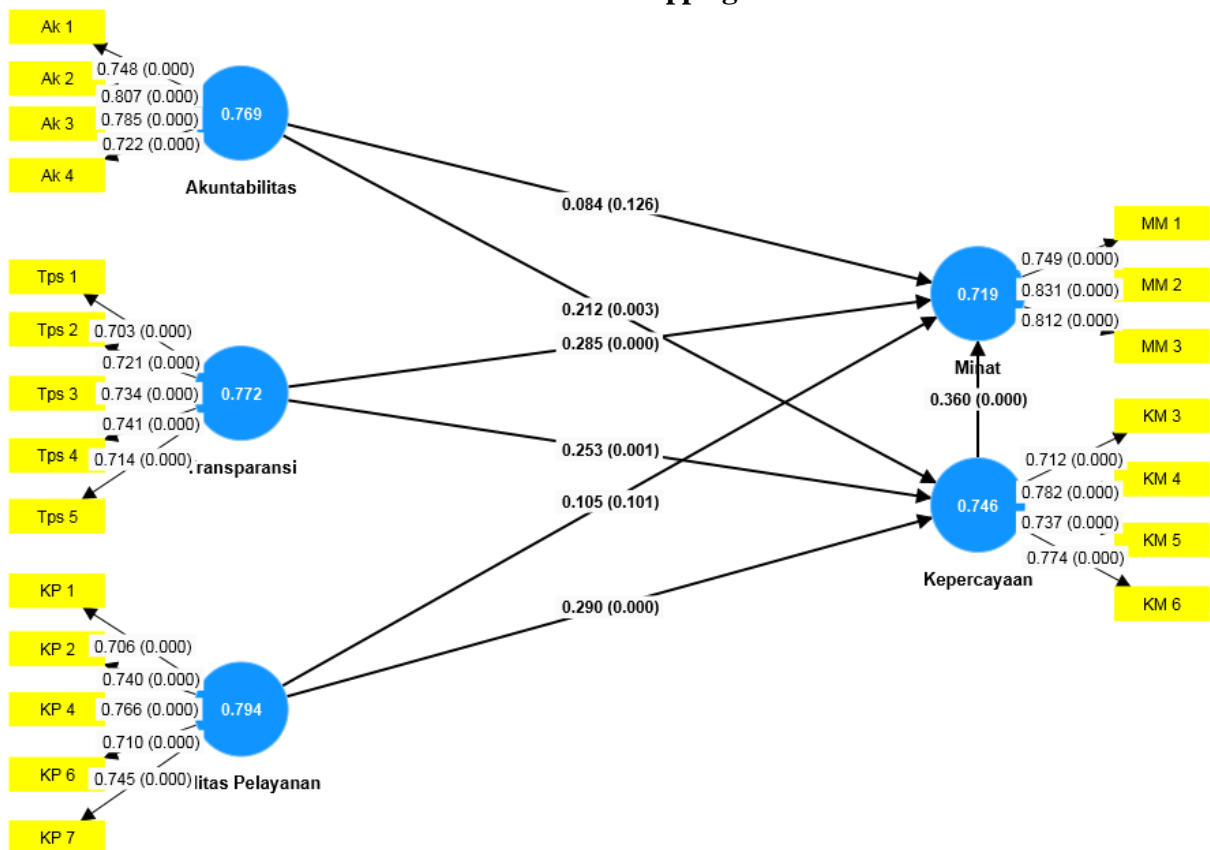 Ak 1
Ak 2
Ak 3
Ak 4
0.748 (0.000)
0.807 (0.000)
0.785 (0.000)
0.722 (0.000)
0.769
Akuntabilitas
Tps 1
Tps 2
Tps 3
Tps 4
Tps 5
0.703 (0.000)
0.721 (0.000)
0.734 (0.000)
0.741 (0.000)
0.714 (0.000)
0.772
ransparansi
KP 1
KP 2
KP 4
KP 6
KP 7
0.706 (0.000)
0.740 (0.000)
0.766 (0.000)
0.710 (0.000)
0.745 (0.000)
0.794
litas Pelayanan
0.084 (0.126)
0.212 (0.003)
0.285 (0.000)
0.253 (0.001)
0.105 (0.101)
0.290 (0.000)
0.719
Minat
0.360 (0.000)
0.746
Kepercayaan
0.749 (0.000)
0.831 (0.000)
0.812 (0.000)
MM 1
MM 2
MM 3
0.712 (0.000)
0.782 (0.000)
0.737 (0.000)
0.774 (0.000)
KM 3
KM 4
KM 5
KM 6